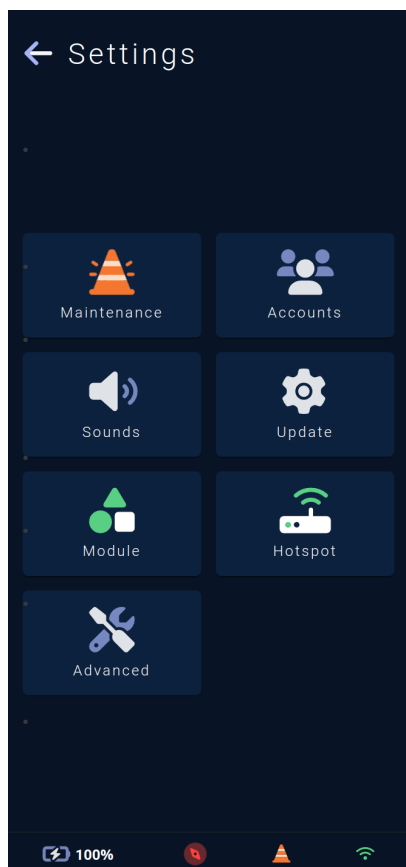 Settings
Maintenance
Accounts
Sounds
Update
Module
Hotspot
Advanced
100%